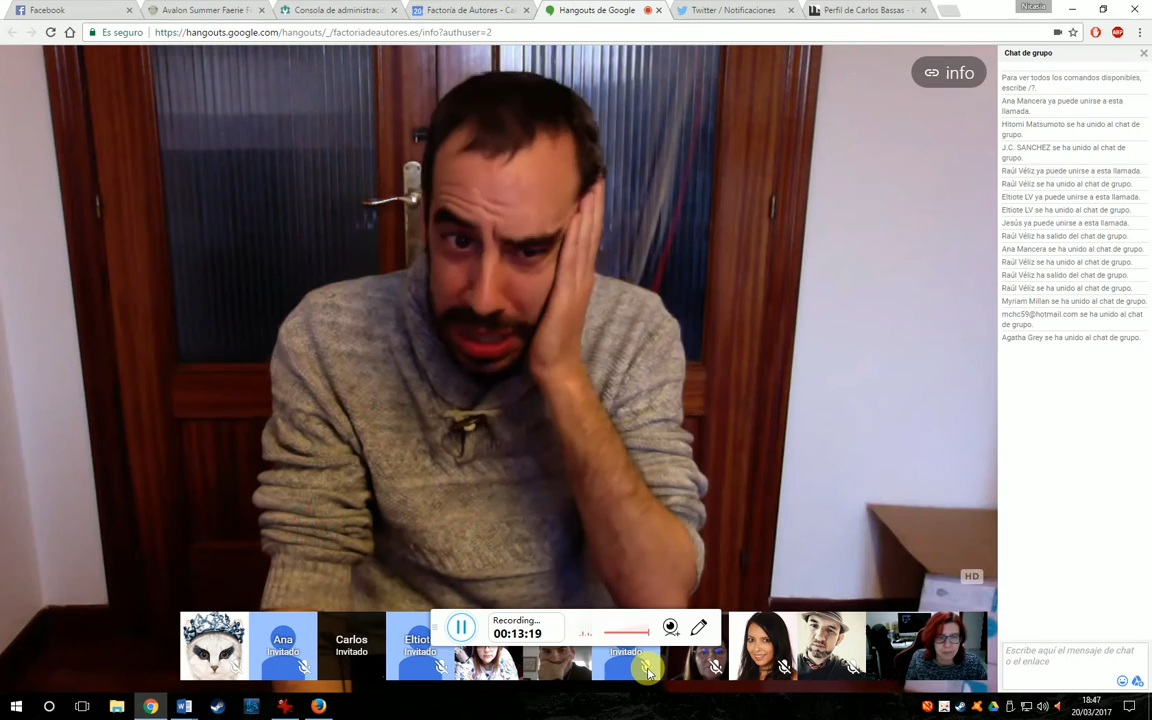 Facebook
Avalon Summer Faerie F
Consola de administrac
Factoría de Autores - Ca
Hangouts de Google
Twitter / Notificaciones
Perfil de Carlos Bassas -
Nicasia
Es seguro
https://hangouts.google.com/hangouts/_/factoriadeautores.es/info?authuser=2
ABP
info
Chat de grupo
Para ver todos los comandos disponibles,
escribe /?.
Ana Mancera ya puede unirse a esta
llamada.
Hitomi Matsumoto se ha unido al chat de
grupo.
J.C. SANCHEZ se ha unido al chat de
grupo.
Raúl Véliz ya puede unirse a esta llamada.
Raúl Véliz se ha unido al chat de grupo.
Eltiote LV ya puede unirse a esta llamada.
Eltiote LV se ha unido al chat de grupo.
Jesús ya puede unirse a esta llamada.
Raúl Véliz ha salido del chat de grupo.
Ana Mancera se ha unido al chat de grupo.
Raúl Véliz se ha unido al chat de grupo.
Raúl Véliz ha salido del chat de grupo.
Raúl Véliz se ha unido al chat de grupo.
Myriam Millan se ha unido al chat de grupo.
mchc59@hotmail.com se ha unido al chat
de grupo.
Agatha Grey se ha unido al chat de grupo.
HD
Ana
Invitado
Carlos
Invitado
Eltiot
Invitado
Recording...
00:13:19
Invitado
Escribe aquí el mensaje de chat
o el enlace
18:47
20/03/2017